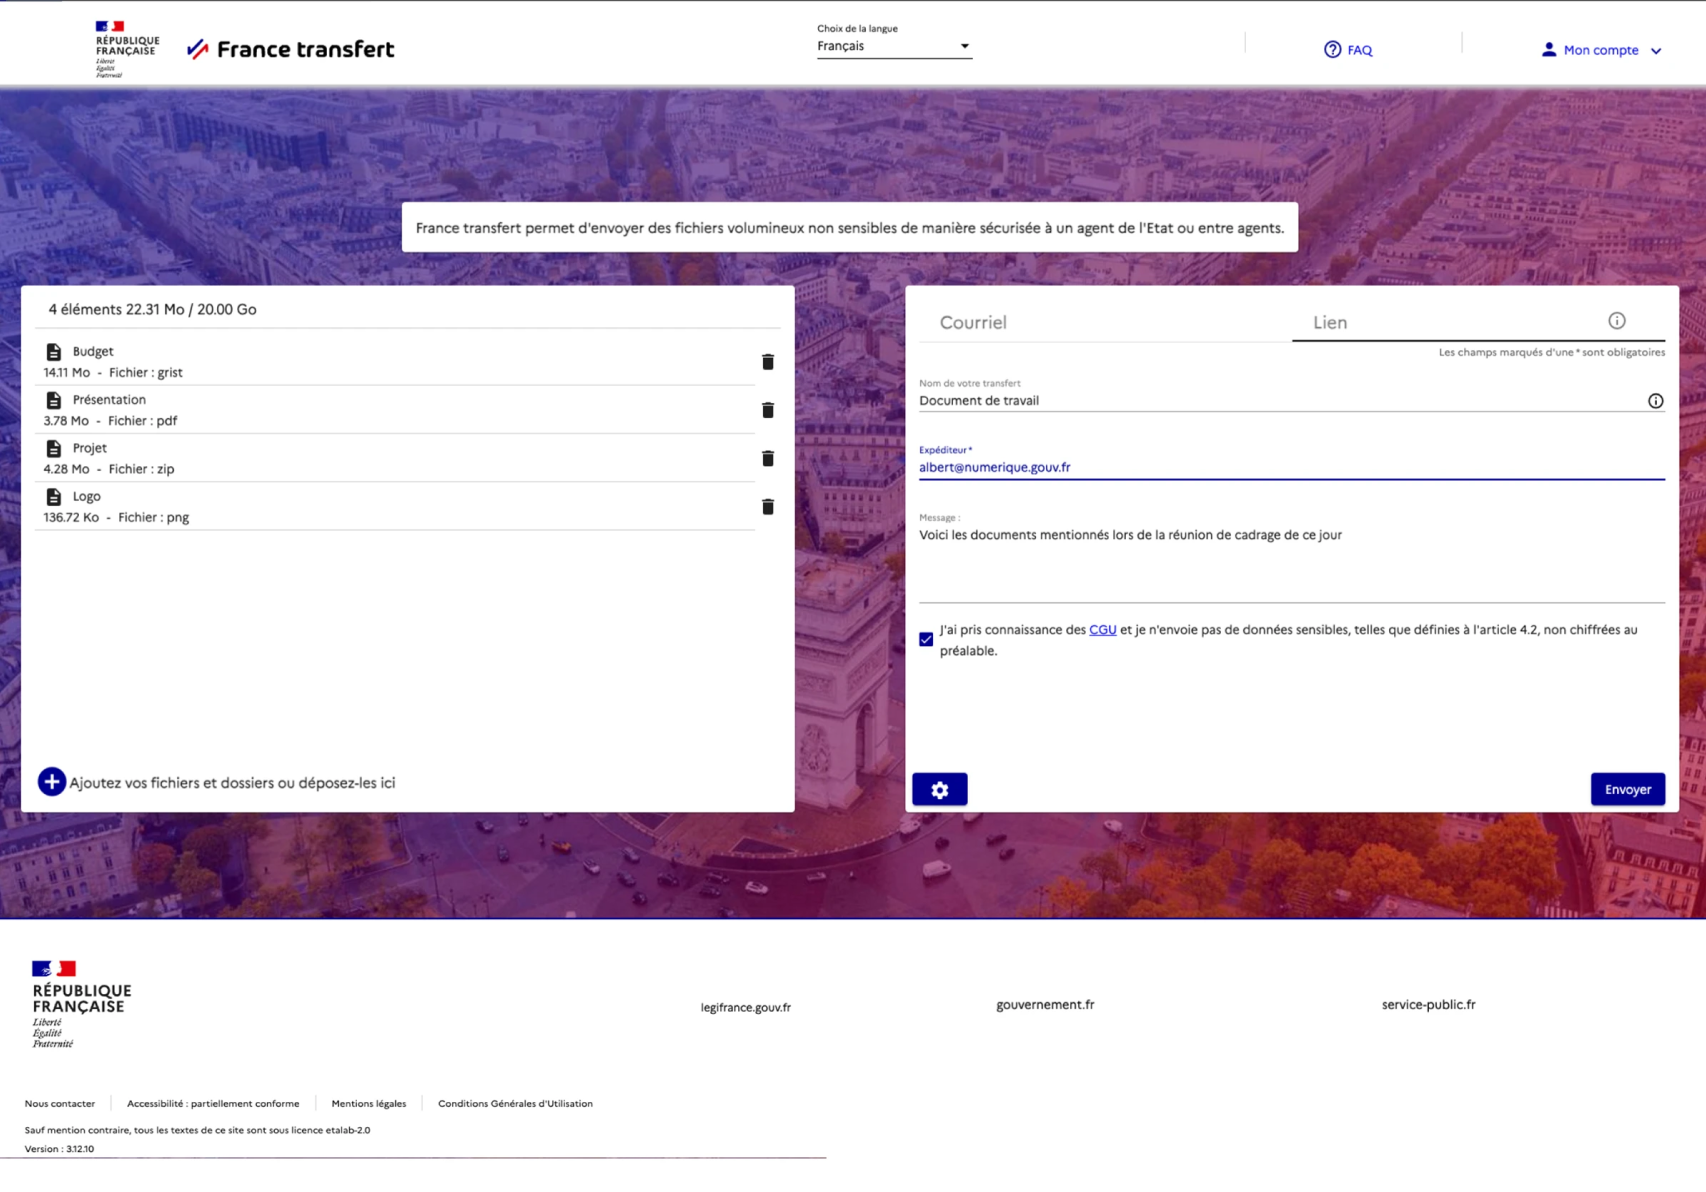 RÉPUBLIQUE
FRANÇAISE
Liberté
Égalité
Fraternité
France transfert
Choix de la langue
Français
FAQ
Mon compte
France transfert permet d'envoyer des fichiers volumineux non sensibles de manière sécurisée à un agent de l'Etat ou entre agents.
4 éléments 22.31 Mo / 20.00 Go
Budget
14.11 Mo - Fichier : grist
Présentation
3.78 Mo - Fichier : pdf
Projet
4.28 Mo - Fichier : zip
Logo
136.72 Ko - Fichier : png
Ajoutez vos fichiers et dossiers ou déposez-les ici
Courriel
Lien
Les champs marqués d'une * sont obligatoires
Nom de votre transfert
Document de travail
Expéditeur *
albert@numerique.gouv.fr
Message :
Voici les documents mentionnés lors de la réunion de cadrage de ce jour
J'ai pris connaissance des CGU et je n'envoie pas de données sensibles, telles que définies à l'article 4.2, non chiffrées au
préalable.
Envoyer
RÉPUBLIQUE
FRANÇAISE
Liberté
Égalité
Fraternité
legifrance.gouv.fr
gouvernement.fr
service-public.fr
Nous contacter
Accessibilité : partiellement conforme
Mentions légales
Conditions Générales d'Utilisation
Sauf mention contraire, tous les textes de ce site sont sous licence etalab-2.0
Version : 3.12.10